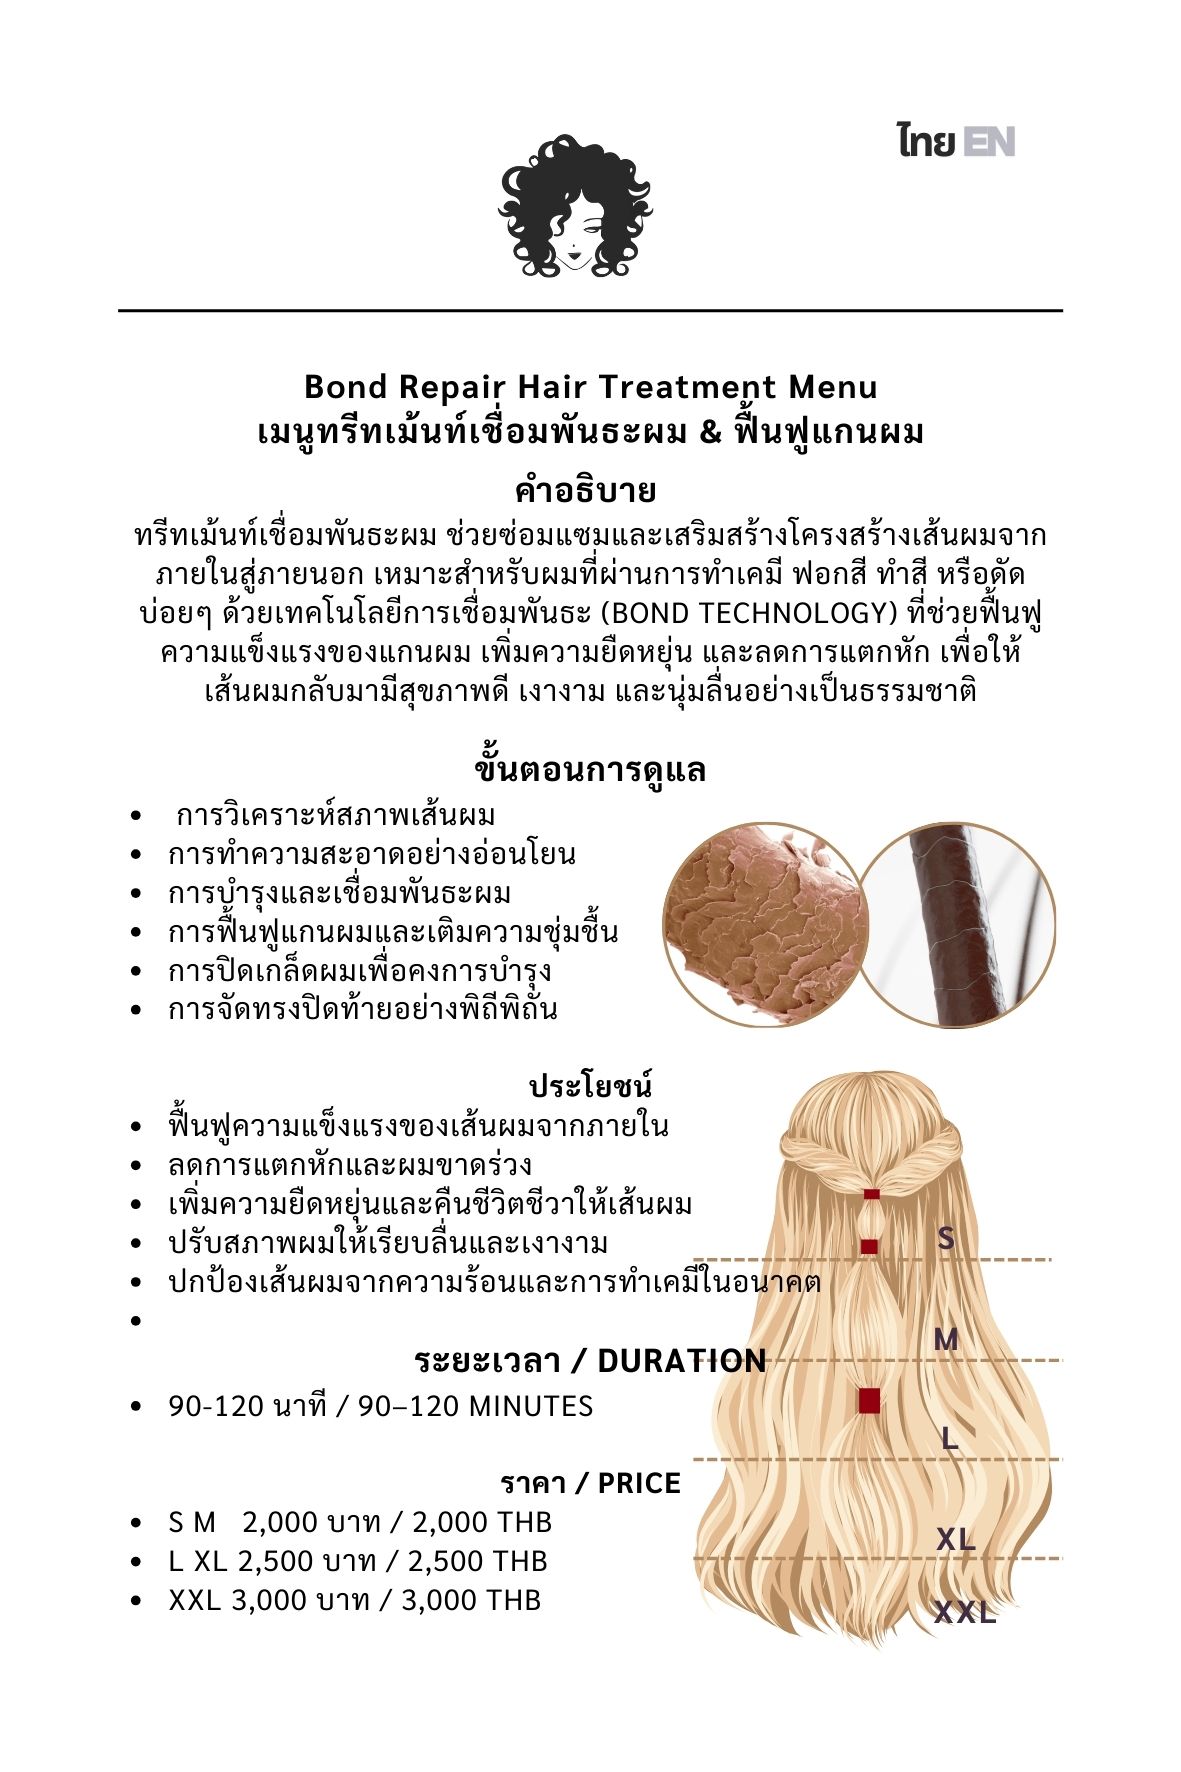 ไทย EN
Bond Repair Hair Treatment Menu
เมนูทรีทเม้นท์เชื่อมพันธะผม & ฟื้นฟูแกนผม
คำอธิบาย
ทรีทเม้นท์เชื่อมพันธะผม ช่วยซ่อมแซมและเสริมสร้างโครงสร้างเส้นผมจาก
ภายในสู่ภายนอก เหมาะสำหรับผมที่ผ่านการทำเคมี ฟอกสี ทำสี หรือดัด
บ่อยๆ ด้วยเทคโนโลยีการเชื่อมพันธะ (BOND TECHNOLOGY) ที่ช่วยฟื้นฟู
ความแข็งแรงของแกนผม เพิ่มความยืดหยุ่น และลดการแตกหัก เพื่อให้
เส้นผมกลับมามีสุขภาพดี เงางาม และนุ่มลื่นอย่างเป็นธรรมชาติ
ขั้นตอนการดูแล
• การวิเคราะห์สภาพเส้นผม
• การทำความสะอาดอย่างอ่อนโยน
• การบำรุงและเชื่อมพันธะผม
• การฟื้นฟูแกนผมและเติมความชุ่มชื้น
• การปิดเกล็ดผมเพื่อคงการบำรุง
• การจัดทรงปิดท้ายอย่างพิถีพิถัน
ประโยชน์
• ฟื้นฟูความแข็งแรงของเส้นผมจากภายใน
• ลดการแตกหักและผมขาดร่วง
• เพิ่มความยืดหยุ่นและคืนชีวิตชีวาให้เส้นผม
• ปรับสภาพผมให้เรียบลื่นและเงางาม
• ปกป้องเส้นผมจากความร้อนและการทำเคมีในอนาคต
•
ระยะเวลา / DURATION
• 90-120 นาที / 90–120 MINUTES
ราคา / PRICE
• S M 2,000 บาท / 2,000 THB
• L XL 2,500 บาท / 2,500 THB
• XXL 3,000 บาท / 3,000 THB
S
M
L
XL
XXL